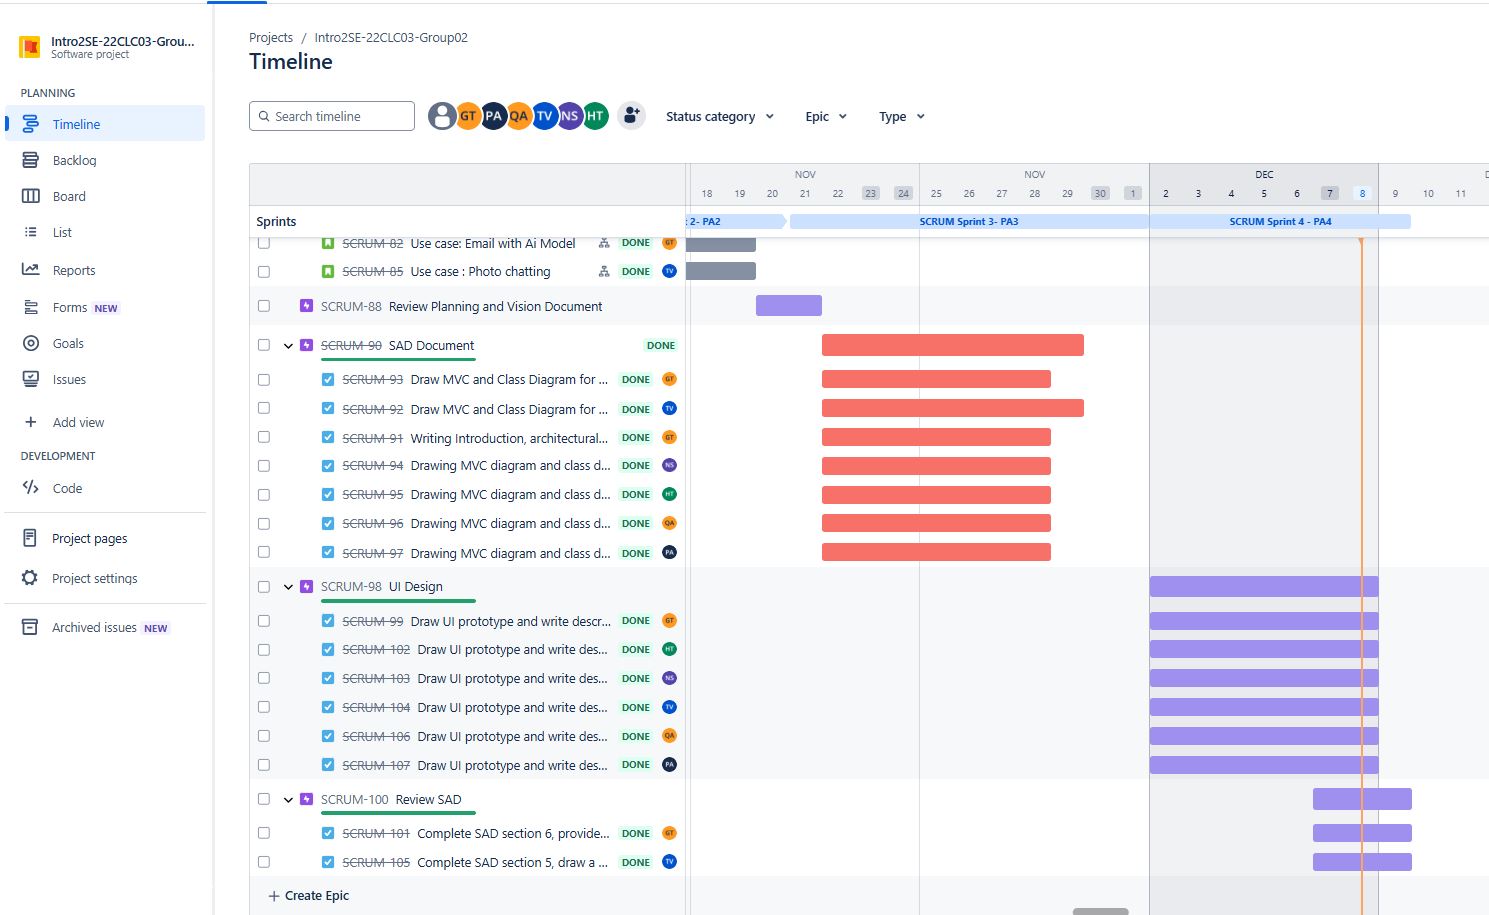 Intro2SE-22CLC03-Grou...
Software project
PLANNING
Timeline
Backlog
Board
List
Reports
Forms NEW
Goals
Issues
Add view
DEVELOPMENT
Code
Project pages
Project settings
Archived issues NEW
Projects / Intro2SE-22CLC03-Group02
Timeline
Search timeline
GT PA QA TV NS HT
Status category
Epic
Type
NOV NOV DEC D
18 19 20 21 22 23 24 25 26 27 28 29 30 1 2 3 4 5 6 7 8 9 10 11
Sprints
2- PA2
SCRUM Sprint 3- PA3
SCRUM Sprint 4 - PA4
SCRUM-82 Use case: Email with Ai Model DONE GT
SCRUM-85 Use case : Photo chatting DONE TV
SCRUM-88 Review Planning and Vision Document
SCRUM-90 SAD Document DONE
SCRUM-93 Draw MVC and Class Diagram for ... DONE GT
SCRUM-92 Draw MVC and Class Diagram for ... DONE TV
SCRUM-91 Writing Introduction, architectural... DONE GT
SCRUM-94 Drawing MVC diagram and class d... DONE NS
SCRUM-95 Drawing MVC diagram and class d... DONE HT
SCRUM-96 Drawing MVC diagram and class d... DONE QA
SCRUM-97 Drawing MVC diagram and class d... DONE PA
SCRUM-98 UI Design
SCRUM-99 Draw UI prototype and write descr... DONE GT
SCRUM-102 Draw UI prototype and write des... DONE HT
SCRUM-103 Draw UI prototype and write des... DONE NS
SCRUM-104 Draw UI prototype and write des... DONE TV
SCRUM-106 Draw UI prototype and write des... DONE QA
SCRUM-107 Draw UI prototype and write des... DONE PA
SCRUM-100 Review SAD
SCRUM-101 Complete SAD section 6, provide... DONE GT
SCRUM-105 Complete SAD section 5, draw a ... DONE TV
Create Epic